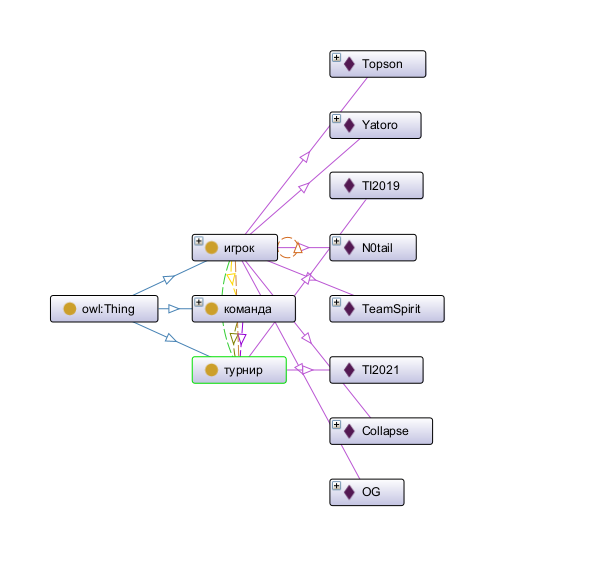 Topson
Yatoro
TI2019
игрок
N0tail
owl:Thing
команда
TeamSpirit
турнир
TI2021
Collapse
OG